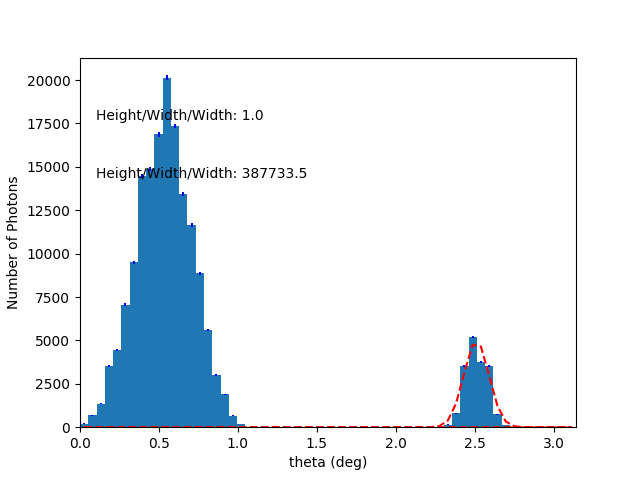 20000
17500
15000
12500
10000
7500
5000
2500
0
Number of Photons
Height/Width/Width: 1.0
Height/Width/Width: 387733.5
0.0 0.5 1.0 1.5 2.0 2.5 3.0
theta (deg)